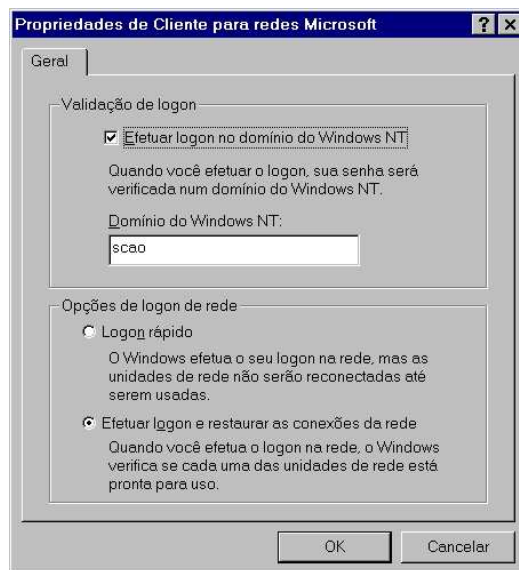 Propriedades de Cliente para redes Microsoft
Geral
Validação de logon
Efetuar logon no domínio do Windows NT
Quando você efetuar o logon, sua senha será
verificada num domínio do Windows NT.
Domínio do Windows NT:
scao
Opções de logon de rede
Logon rápido
O Windows efetua o seu logon na rede, mas as
unidades de rede não serão reconectadas até
serem usadas.
Efetuar logon e restaurar as conexões da rede
Quando você efetua o logon na rede, o Windows
verifica se cada uma das unidades de rede está
pronta para uso.
OK Cancelar